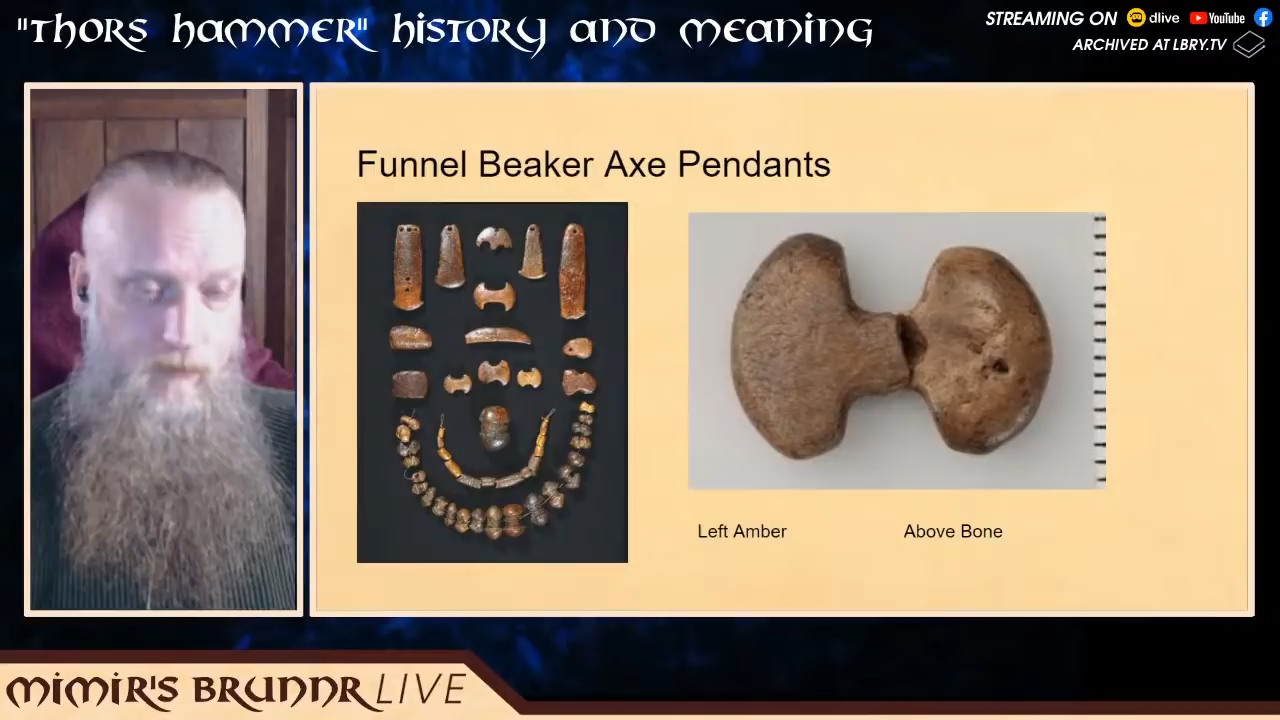 "Thors hammer" history and meaning
STREAMING ON dlive YouTube
ARCHIVED AT LBRY.TV
Funnel Beaker Axe Pendants
Left Amber
Above Bone
Mimir's Brunnr LIVE